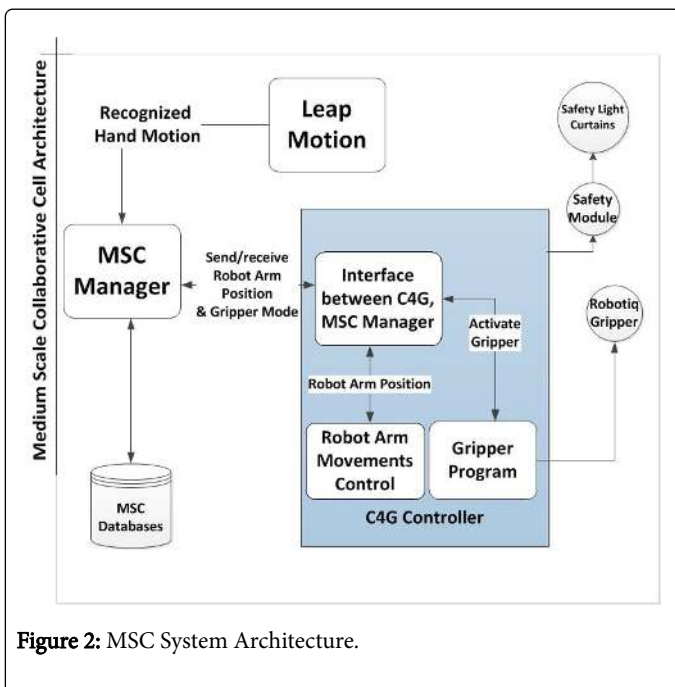 Medium Scale Collaborative Cell Architecture
Recognized
Hand Motion
Leap
Motion
Safety Light
Curtains
Safety
Module
MSC
Manager
Send/receive
Robot Arm
Position
& Gripper Mode
Interface
between C4G,
MSC Manager
Activate
Gripper
Robotiq
Gripper
Robot Arm Position
Robot Arm
Movements
Control
Gripper
Program
C4G Controller
MSC
Databases
Figure 2: MSC System Architecture.